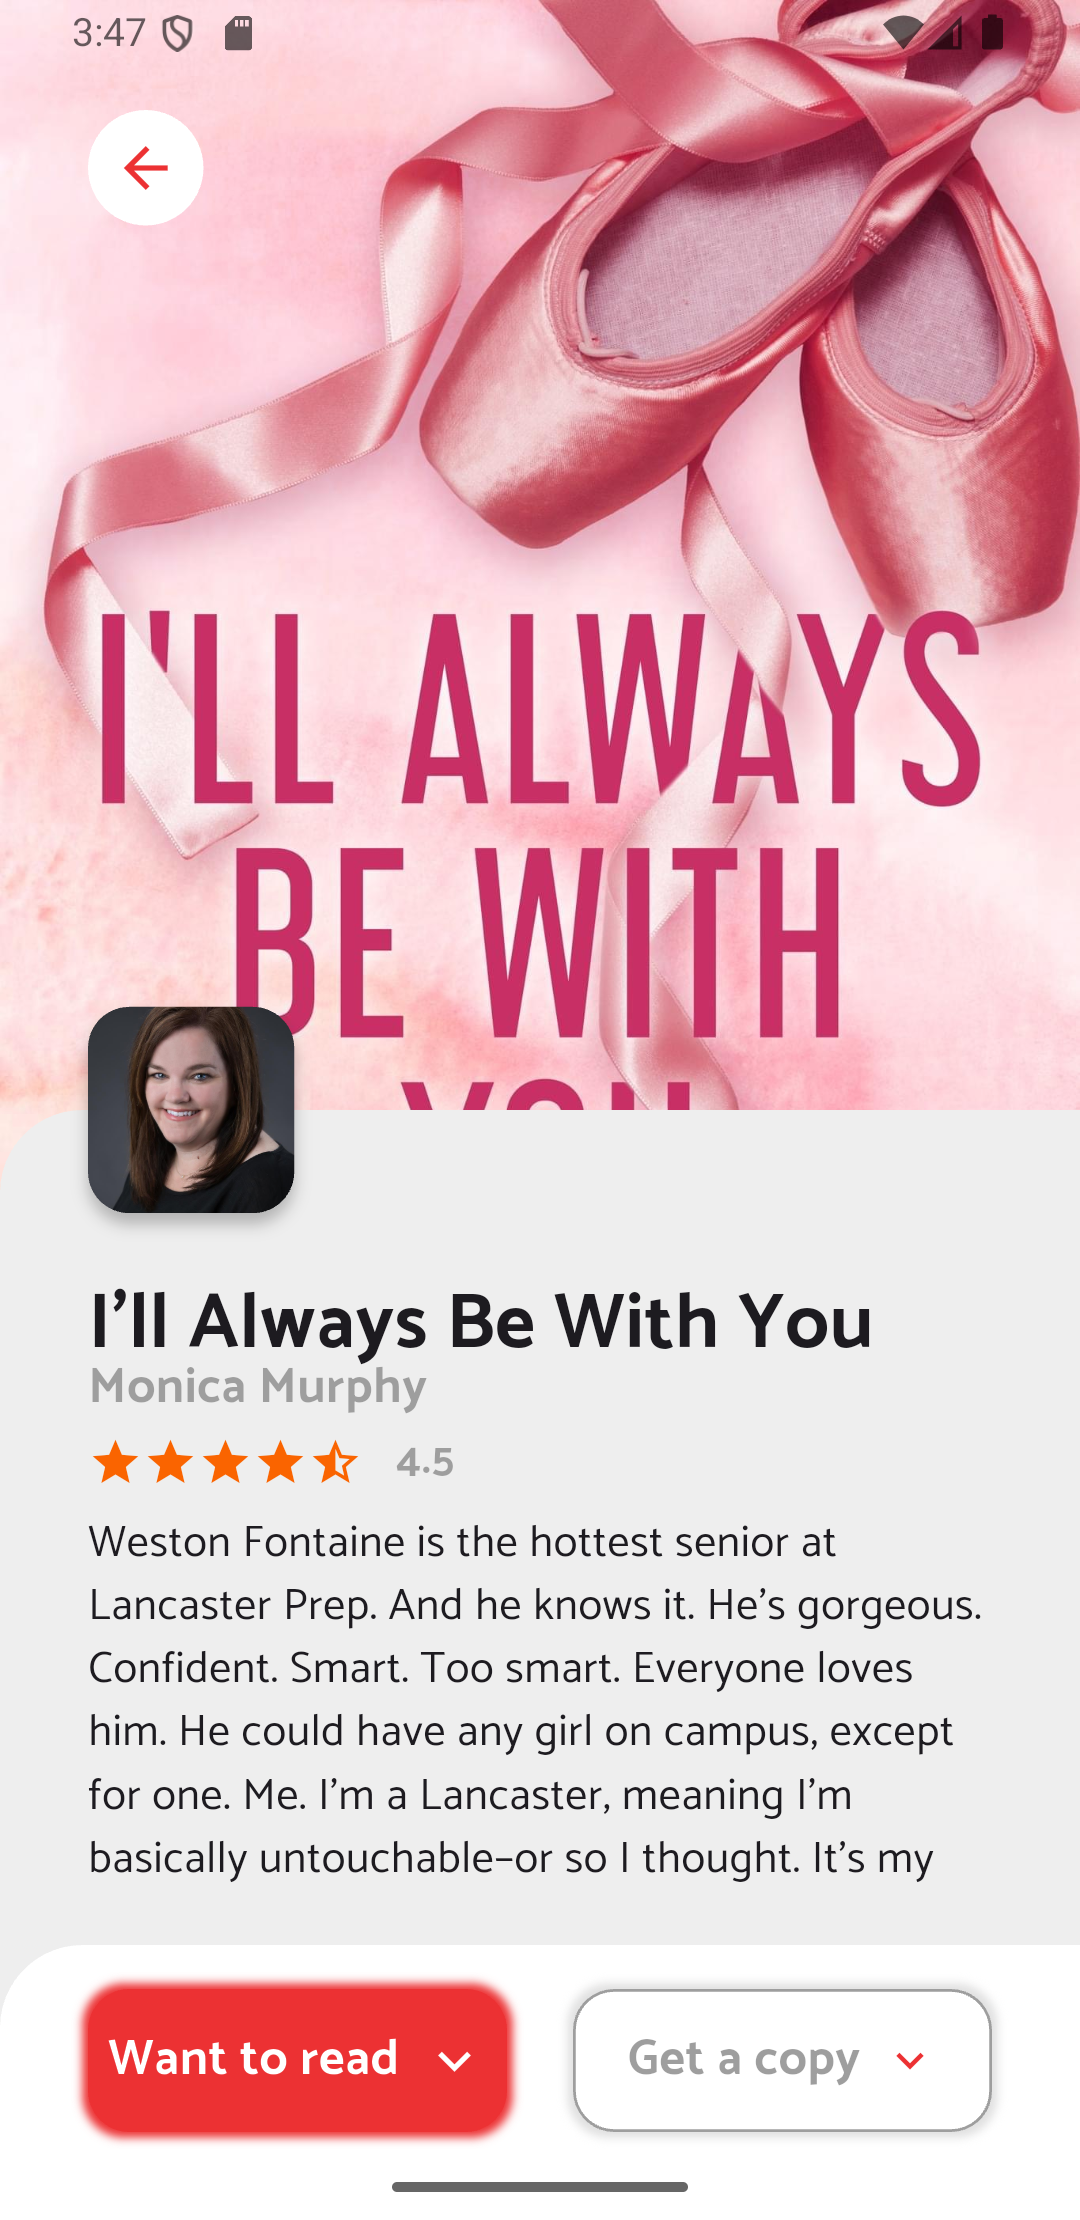 3:47
I'LL ALWAYS
BE WITH
YOU
I'll Always Be With You
Monica Murphy
4.5
Weston Fontaine is the hottest senior at
Lancaster Prep. And he knows it. He's gorgeous.
Confident. Smart. Too smart. Everyone loves
him. He could have any girl on campus, except
for one. Me. I'm a Lancaster, meaning I'm
basically untouchable–or so I thought. It's my
Want to read
Get a copy